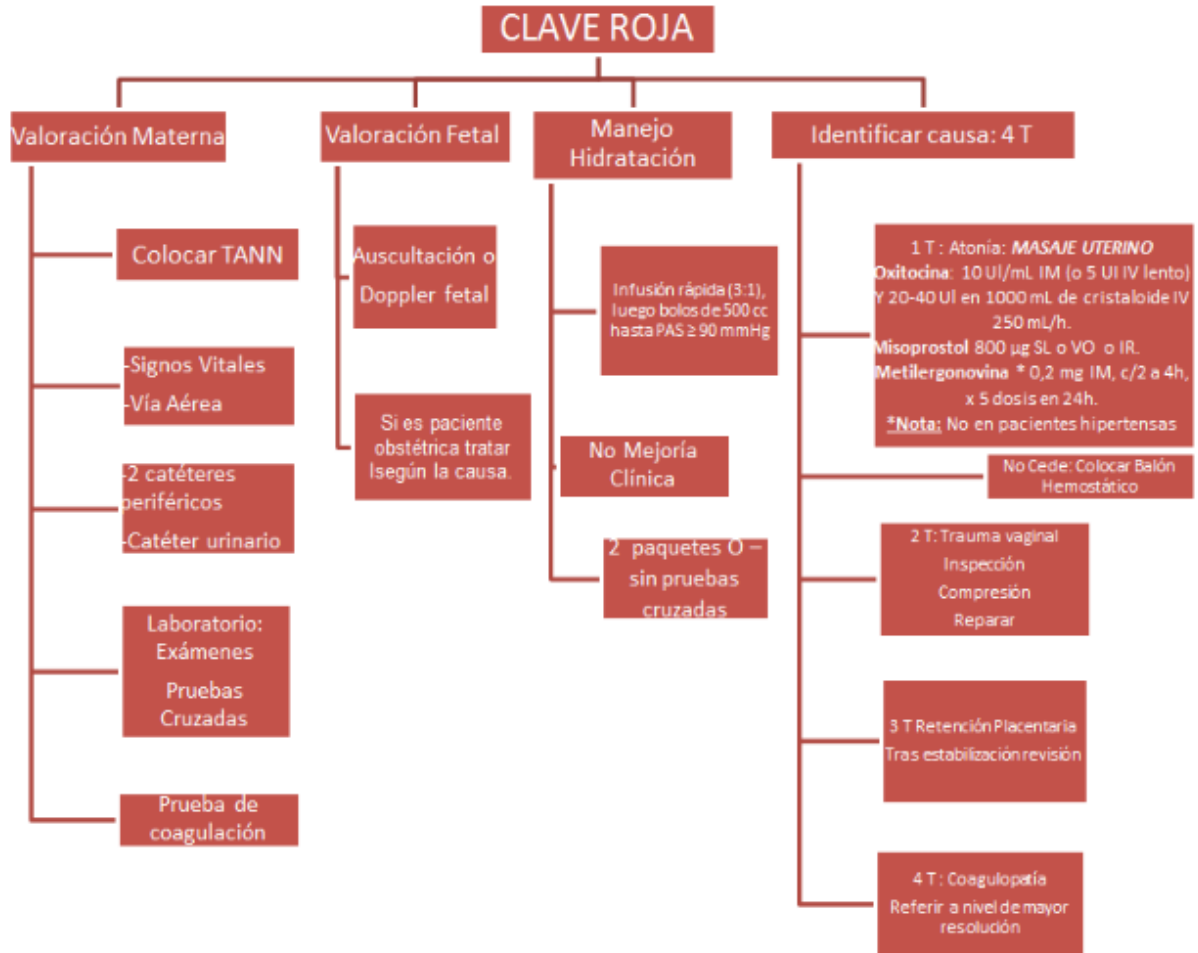 CLAVE ROJA
Valoración Materna
Colocar TANN
-Signos Vitales
-Vía Aérea
-2 catéteres
periféricos
-Catéter urinario
Laboratorio:
Exámenes
Pruebas
Cruzadas
Prueba de
coagulación
Valoración Fetal
Auscultación o
Doppler fetal
Si es paciente
obstétrica tratar
lsegún la causa.
Manejo
Hidratación
Infusión rápida (3:1),
luego bolos de 500 cc
hasta PAS ≥ 90 mmHg
No Mejoría
Clínica
2 paquetes O –
sin pruebas
cruzadas
Identificar causa: 4 T
1 T : Atonía: MASAJE UTERINO
Oxitocina: 10 UI/mL IM (o 5 UI IV lento)
Y 20-40 UI en 1000 mL de cristaloide IV
250 mL/h.
Misoprostol 800 µg SL o VO o IR.
Metilergonovina * 0,2 mg IM, c/2 a 4h,
x 5 dosis en 24h.
*Nota: No en pacientes hipertensas
No Cede: Colocar Balón
Hemostático
2 T: Trauma vaginal
Inspección
Compresión
Reparar
3 T Retención Placentaria
Tras estabilización revisión
4 T : Coagulopatía
Referir a nivel de mayor
resolución